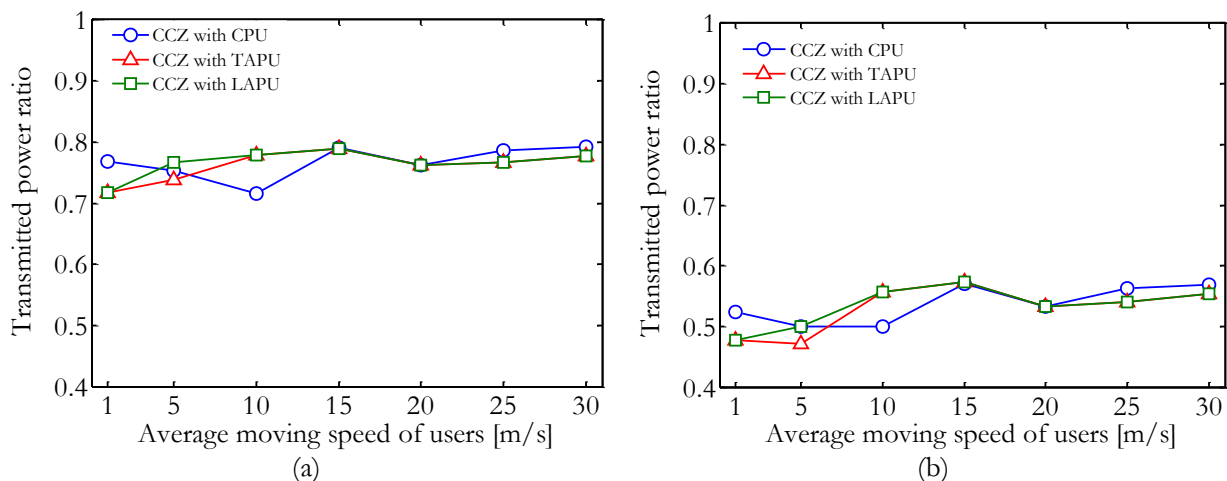 1
0.9
0.8
0.7
0.6
0.5
0.4
Transmitted power ratio
CCZ with CPU
CCZ with TAPU
CCZ with LAPU
1 5 10 15 20 25 30
Average moving speed of users [m/s]
(a)
1
0.9
0.8
0.7
0.6
0.5
0.4
Transmitted power ratio
CCZ with CPU
CCZ with TAPU
CCZ with LAPU
1 5 10 15 20 25 30
Average moving speed of users [m/s]
(b)